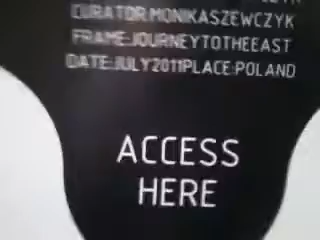 CURATOR:MONIKASZEWCZYK
FRAME:JOURNEYTOTHEEAST
DATE:JULY2011PLACE:POLAND
ACCESS
HERE